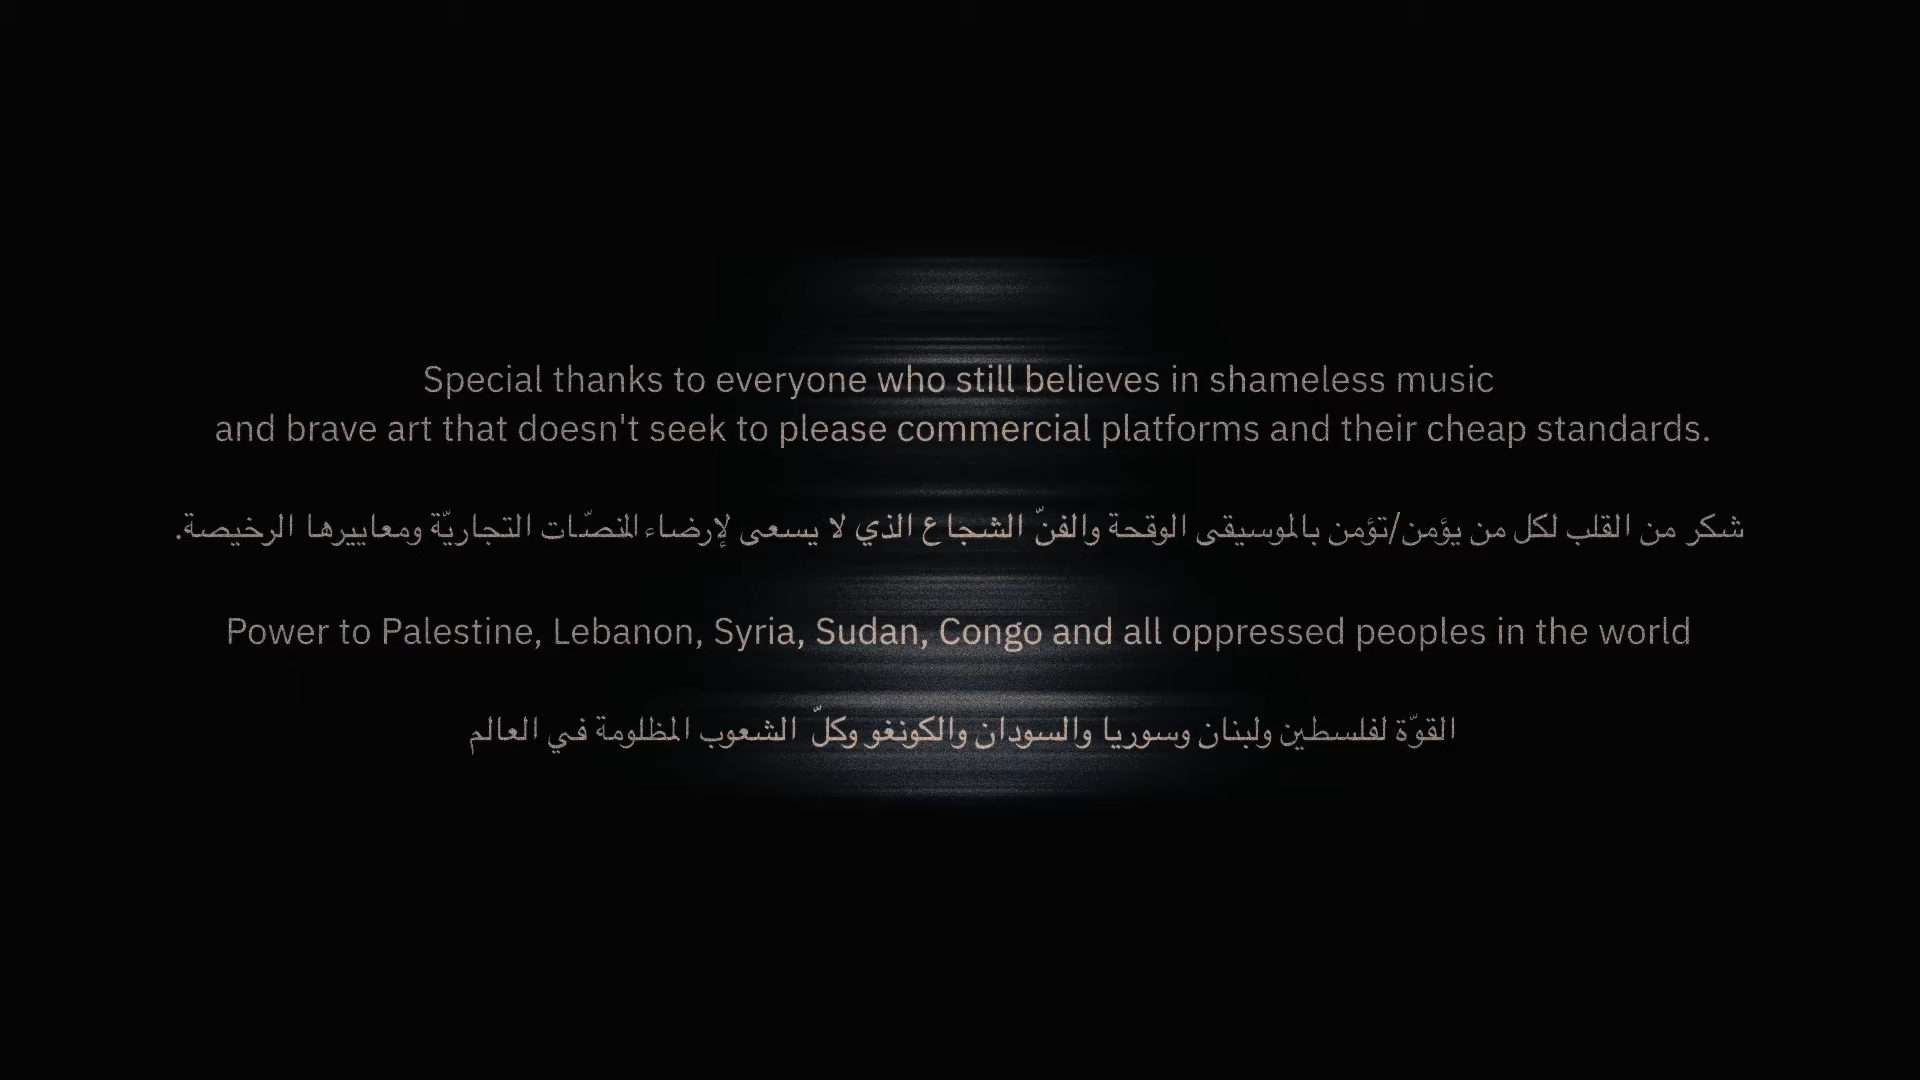 Special thanks to everyone who still believes in shameless music
and brave art that doesn't seek to please commercial platforms and their cheap standards.
شكر من القلب لكل من يؤمن/تؤمن بالموسيقى الوقحة والفنّ الشجاع الذي لا يسعى لإرضاء المنصّات التجاريّة ومعاييرها الرخيصة.
Power to Palestine, Lebanon, Syria, Sudan, Congo and all oppressed peoples in the world
القوّة لفلسطين ولبنان وسوريا والسودان والكونغو وكلّ الشعوب المظلومة في العالم